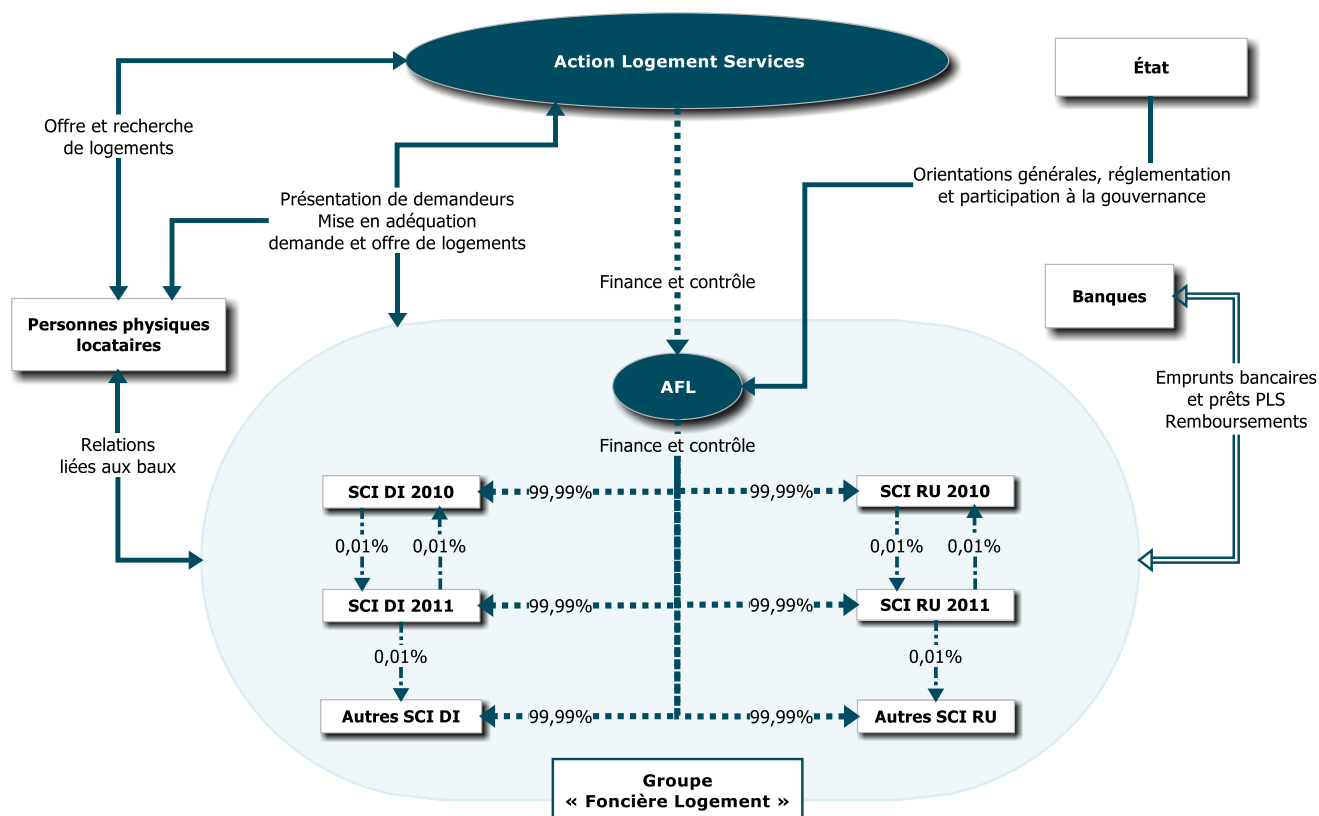 Action Logement Services
État
Offre et recherche
de logements
Orientations générales, réglementation
et participation à la gouvernance
Présentation de demandeurs
Mise en adéquation
demande et offre de logements
Finance et contrôle
Banques
Personnes physiques
locataires
AFL
Emprunts bancaires
et prêts PLS
Remboursements
Relations
liées aux baux
Finance et contrôle
SCI DI 2010
99,99%
99,99%
SCI RU 2010
0,01%
0,01%
0,01%
0,01%
SCI DI 2011
99,99%
99,99%
SCI RU 2011
0,01%
0,01%
Autres SCI DI
99,99%
99,99%
Autres SCI RU
Groupe
« Foncière Logement »